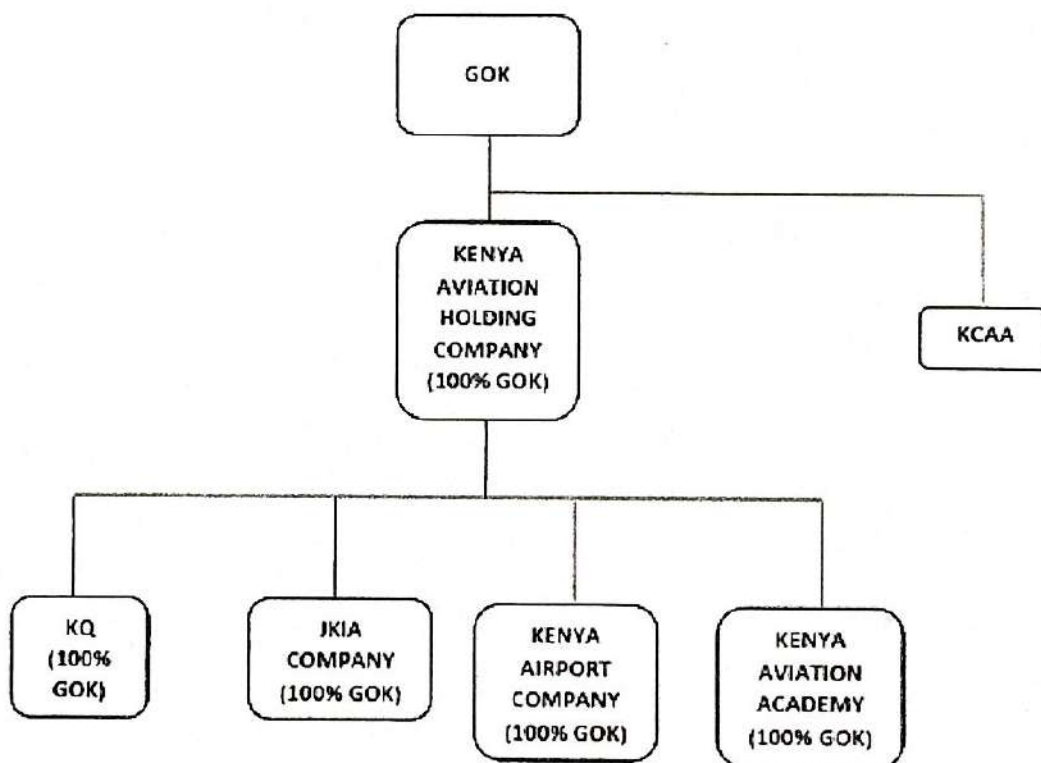 GOK
KENYA
AVIATION
HOLDING
COMPANY
(100% GOK)
KCAA
KQ
(100%
GOK)
JKIA
COMPANY
(100% GOK)
KENYA
AIRPORT
COMPANY
(100% GOK)
KENYA
AVIATION
ACADEMY
(100% GOK)